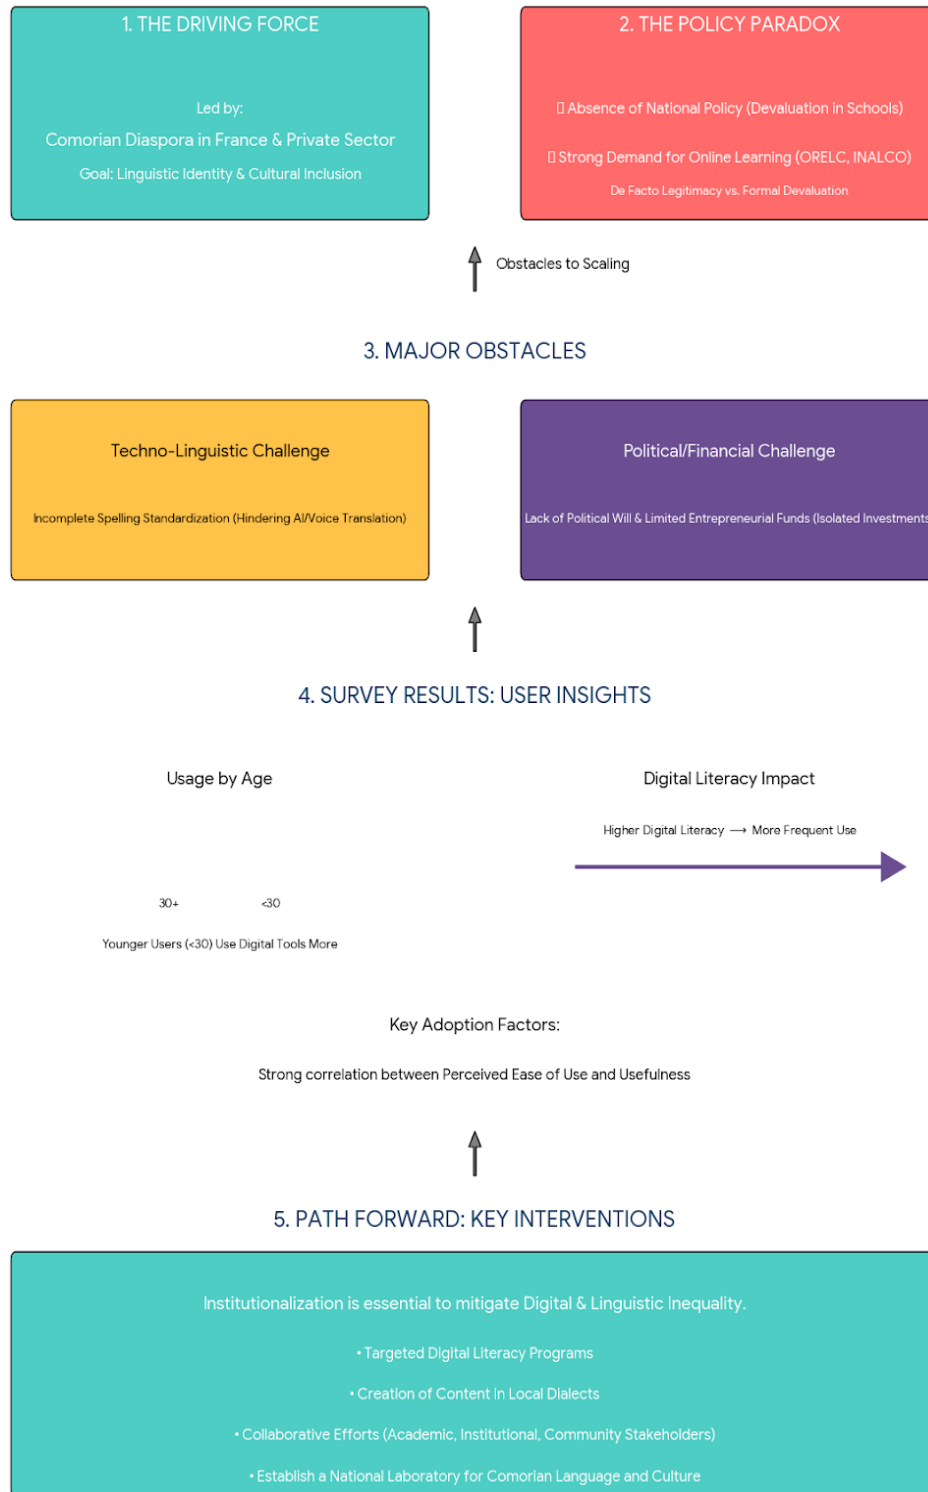 1. THE DRIVING FORCE
Led by:
Comorian Diaspora in France & Private Sector
Goal: Linguistic Identity & Cultural Inclusion
2. THE POLICY PARADOX
▯ Absence of National Policy (Devaluation in Schools)
▯ Strong Demand for Online Learning (ORELC, INALCO)
De Facto Legitimacy vs. Formal Devaluation
Obstacles to Scaling
3. MAJOR OBSTACLES
Techno-Linguistic Challenge
Incomplete Spelling Standardization (Hindering AI/Voice Translation)
Political/Financial Challenge
Lack of Political Will & Limited Entrepreneurial Funds (Isolated Investments
4. SURVEY RESULTS: USER INSIGHTS
Usage by Age
30+ <30
Younger Users (<30) Use Digital Tools More
Digital Literacy Impact
Higher Digital Literacy → More Frequent Use
Key Adoption Factors:
Strong correlation between Perceived Ease of Use and Usefulness
5. PATH FORWARD: KEY INTERVENTIONS
Institutionalization is essential to mitigate Digital & Linguistic Inequality.
• Targeted Digital Literacy Programs
• Creation of Content in Local Dialects
• Collaborative Efforts (Academic, Institutional, Community Stakeholders)
• Establish a National Laboratory for Comorian Language and Culture